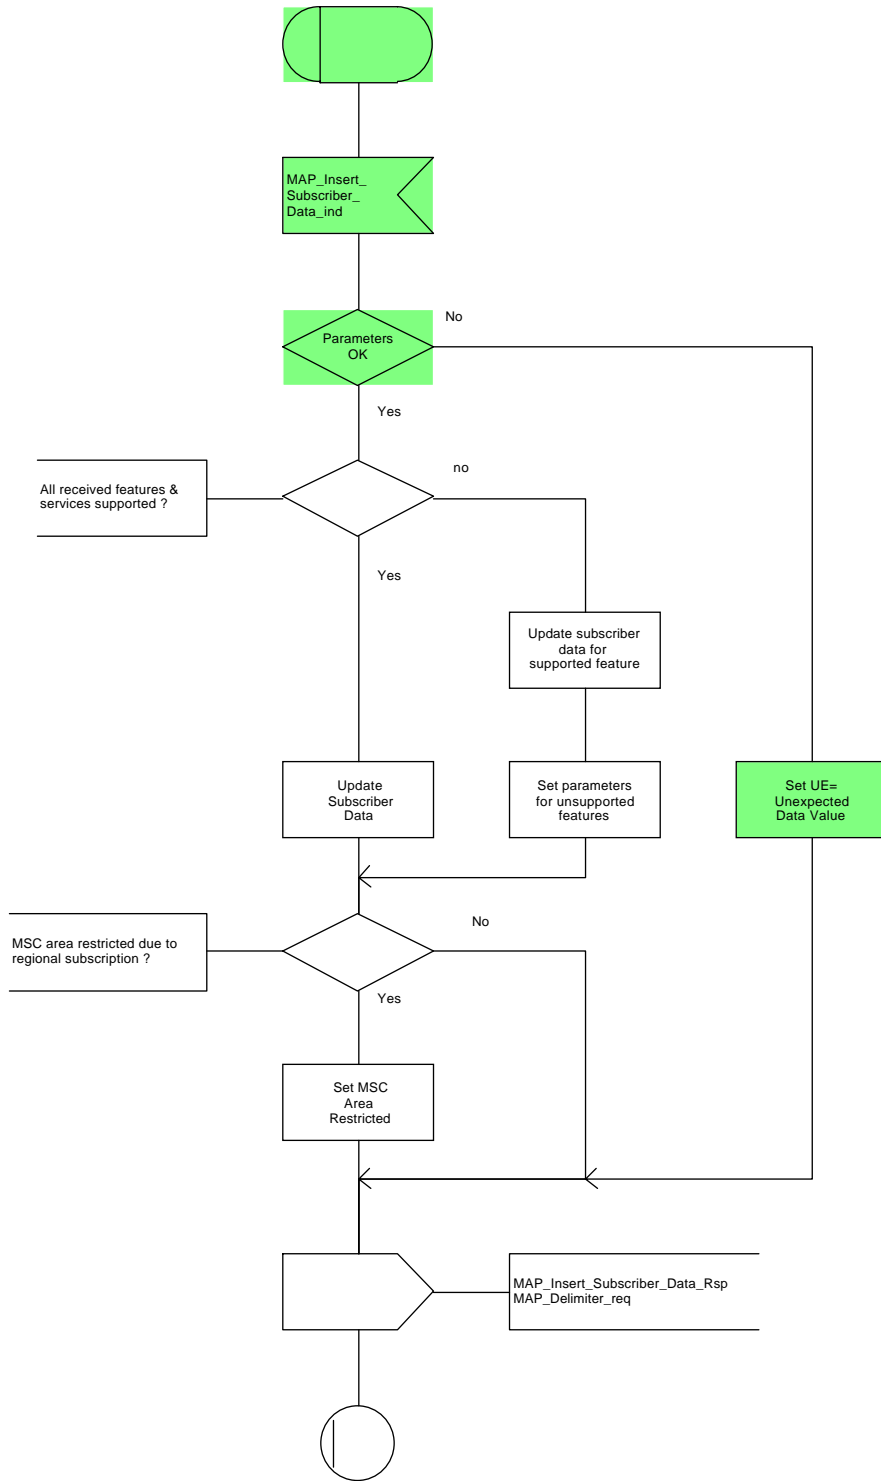 MAP_Insert_
Subscriber_
Data_ind
Parameters
OK
No
Yes
All received features &
services supported ?
no
Yes
Update subscriber
data for
supported feature
Update
Subscriber
Data
Set parameters
for unsupported
features
Set UE=
Unexpected
Data Value
MSC area restricted due to
regional subscription ?
No
Yes
Set MSC
Area
Restricted
MAP_Insert_Subscriber_Data_Rsp
MAP_Delimiter_req